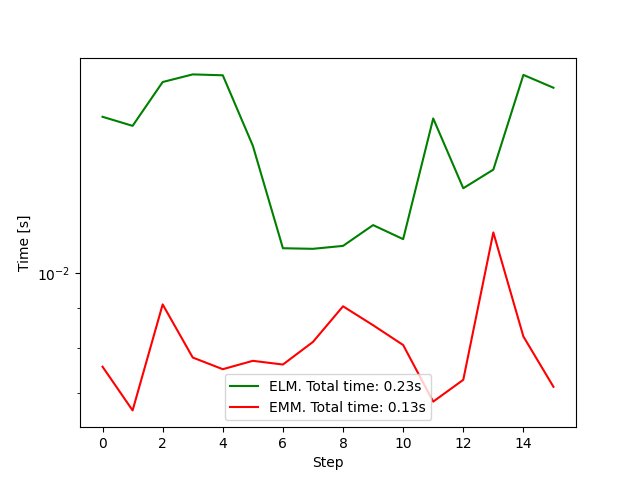 Time [s]
10⁻²
ELM. Total time: 0.23s
EMM. Total time: 0.13s
0 2 4 6 8 10 12 14
Step